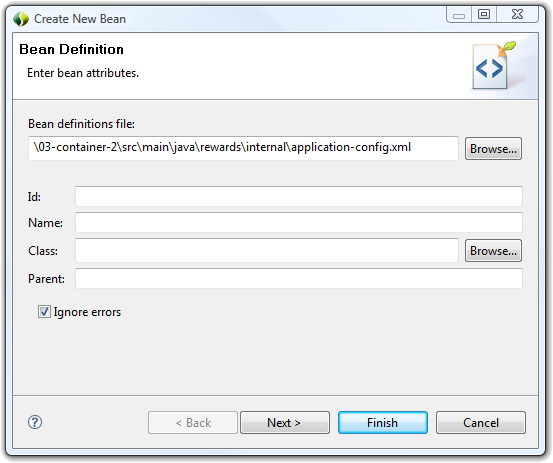 Create New Bean
Bean Definition
Enter bean attributes.
Bean definitions file:
\03-container-2\src\main\java\rewards\internal\application-config.xml
Browse...
Id:
Name:
Class:
Browse...
Parent:
Ignore errors
< Back
Next >
Finish
Cancel